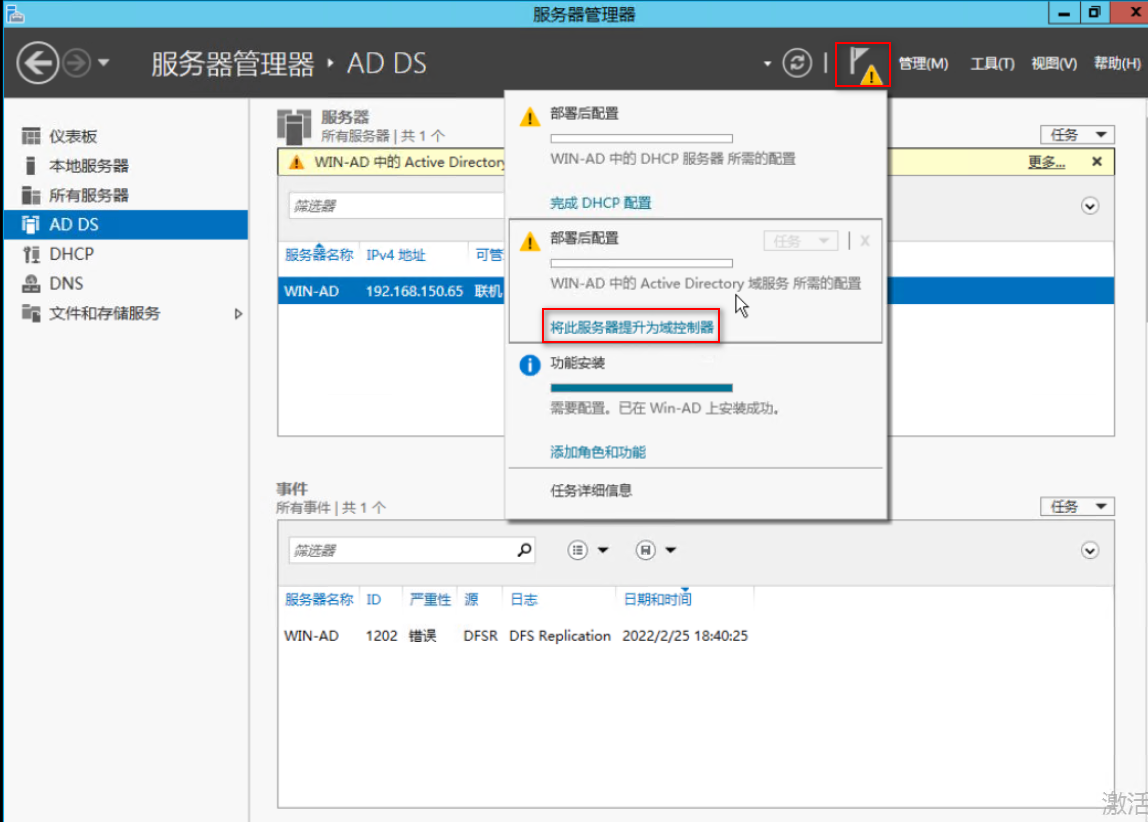 服务器管理器
服务器管理器 · AD DS
管理(M) 工具(T) 视图(V) 帮助(H)
仪表板
本地服务器
所有服务器
AD DS
DHCP
DNS
文件和存储服务
服务器
所有服务器 | 共 1 个
任务
WIN-AD 中的 Active Directory
更多...
筛选器
服务器名称 IPv4 地址 可管
WIN-AD 192.168.150.65 联机
部署后配置
WIN-AD 中的 DHCP 服务器 所需的配置
完成 DHCP 配置
部署后配置
任务
X
WIN-AD 中的 Active Directory 域服务 所需的配置
将此服务器提升为域控制器
功能安装
需要配置。已在 Win-AD 上安装成功。
添加角色和功能
任务详细信息
事件
所有事件 | 共 1 个
任务
筛选器
服务器名称 ID 严重性 源 日志 日期和时间
WIN-AD 1202 错误 DFSR DFS Replication 2022/2/25 18:40:25
激活